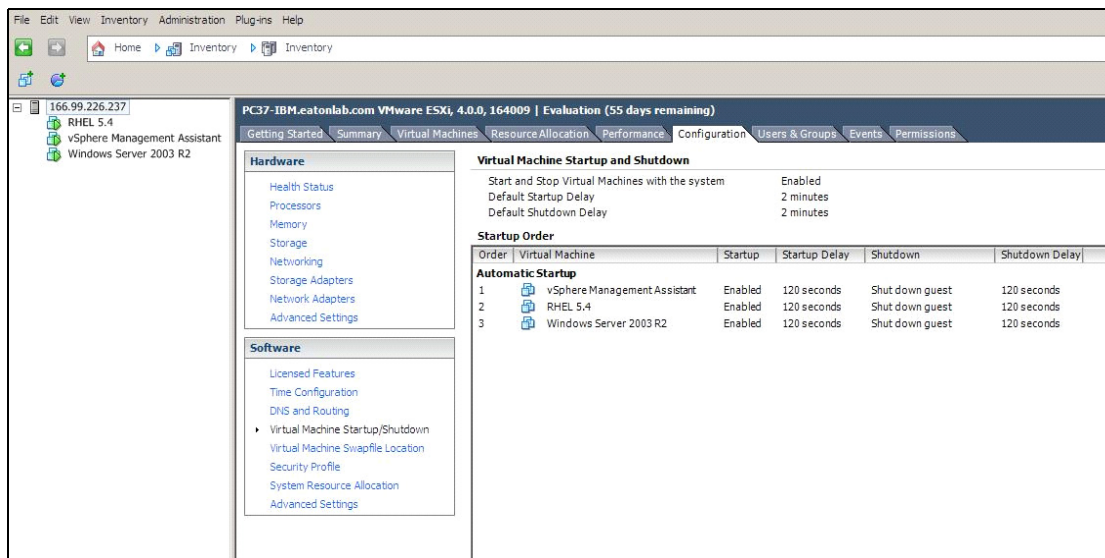 File Edit View Inventory Administration Plug-ins Help
Home Inventory Inventory
166.99.226.237
RHEL 5.4
vSphere Management Assistant
Windows Server 2003 R2
PC37-IBM.eatonlab.com VMware ESXi, 4.0.0, 164009 | Evaluation (55 days remaining)
Getting Started Summary Virtual Machines Resource Allocation Performance Configuration Users & Groups Events Permissions
Hardware
Health Status
Processors
Memory
Storage
Networking
Storage Adapters
Network Adapters
Advanced Settings
Software
Licensed Features
Time Configuration
DNS and Routing
Virtual Machine Startup/Shutdown
Virtual Machine Swapfile Location
Security Profile
System Resource Allocation
Advanced Settings
Virtual Machine Startup and Shutdown
Start and Stop Virtual Machines with the system Enabled
Default Startup Delay 2 minutes
Default Shutdown Delay 2 minutes
Startup Order
Order Virtual Machine Startup Startup Delay Shutdown Shutdown Delay
Automatic Startup
1 vSphere Management Assistant Enabled 120 seconds Shut down guest 120 seconds
2 RHEL 5.4 Enabled 120 seconds Shut down guest 120 seconds
3 Windows Server 2003 R2 Enabled 120 seconds Shut down guest 120 seconds